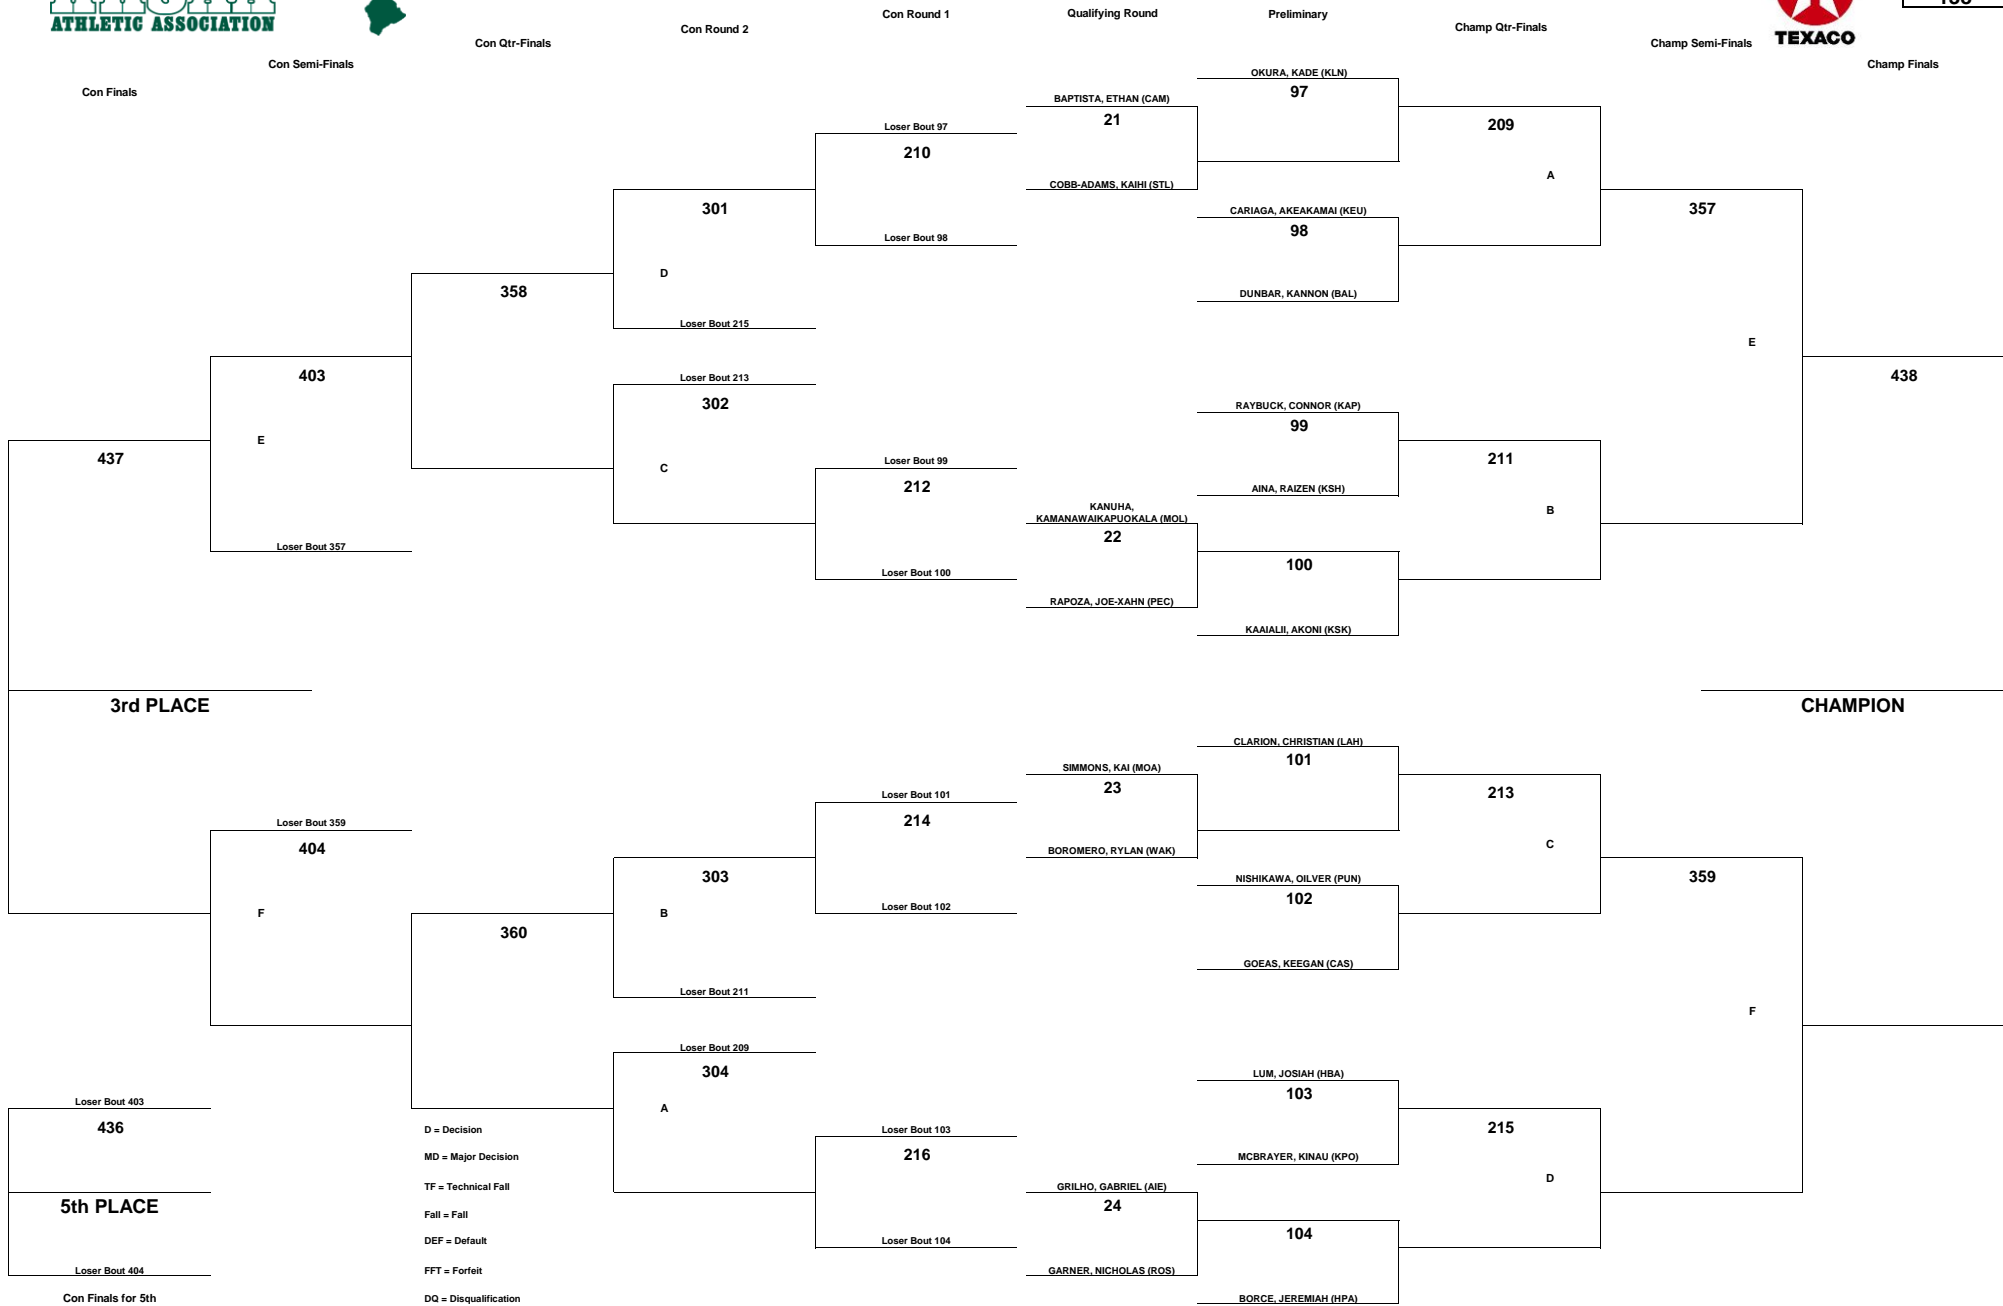 ATHLETIC ASSOCIATION
TEXACO
Con Finals
Con Semi-Finals
Con Qtr-Finals
Con Round 2
Con Round 1
Qualifying Round
Preliminary
Champ Qtr-Finals
Champ Semi-Finals
Champ Finals
OKURA, KADE (KLN)
97
BAPTISTA, ETHAN (CAM)
21
COBB-ADAMS, KAIHI (STL)
Loser Bout 97
210
Loser Bout 98
209
A
CARIAGA, AKEAKAMAI (KEU)
98
DUNBAR, KANNON (BAL)
301
D
Loser Bout 215
357
E
358
Loser Bout 213
302
C
403
E
Loser Bout 357
437
438
RAYBUCK, CONNOR (KAP)
99
AINA, RAIZEN (KSH)
Loser Bout 99
212
Loser Bout 100
211
B
KANUHA,
KAMANAWAIKAPUOKALA (MOL)
22
RAPOZA, JOE-XAHN (PEC)
100
KAAIALII, AKONI (KSK)
3rd PLACE
CHAMPION
CLARION, CHRISTIAN (LAH)
101
SIMMONS, KAI (MOA)
23
BOROMERO, RYLAN (WAK)
Loser Bout 101
214
Loser Bout 102
213
C
Loser Bout 359
404
F
303
B
Loser Bout 211
359
F
NISHIKAWA, OILVER (PUN)
102
GOEAS, KEEGAN (CAS)
360
Loser Bout 209
304
A
LUM, JOSIAH (HBA)
103
MCBRAYER, KINAU (KPO)
215
D
Loser Bout 103
216
Loser Bout 104
GRILHO, GABRIEL (AIE)
24
GARNER, NICHOLAS (ROS)
104
BORCE, JEREMIAH (HPA)
Loser Bout 403
436
5th PLACE
Loser Bout 404
Con Finals for 5th
D = Decision
MD = Major Decision
TF = Technical Fall
Fall = Fall
DEF = Default
FFT = Forfeit
DQ = Disqualification